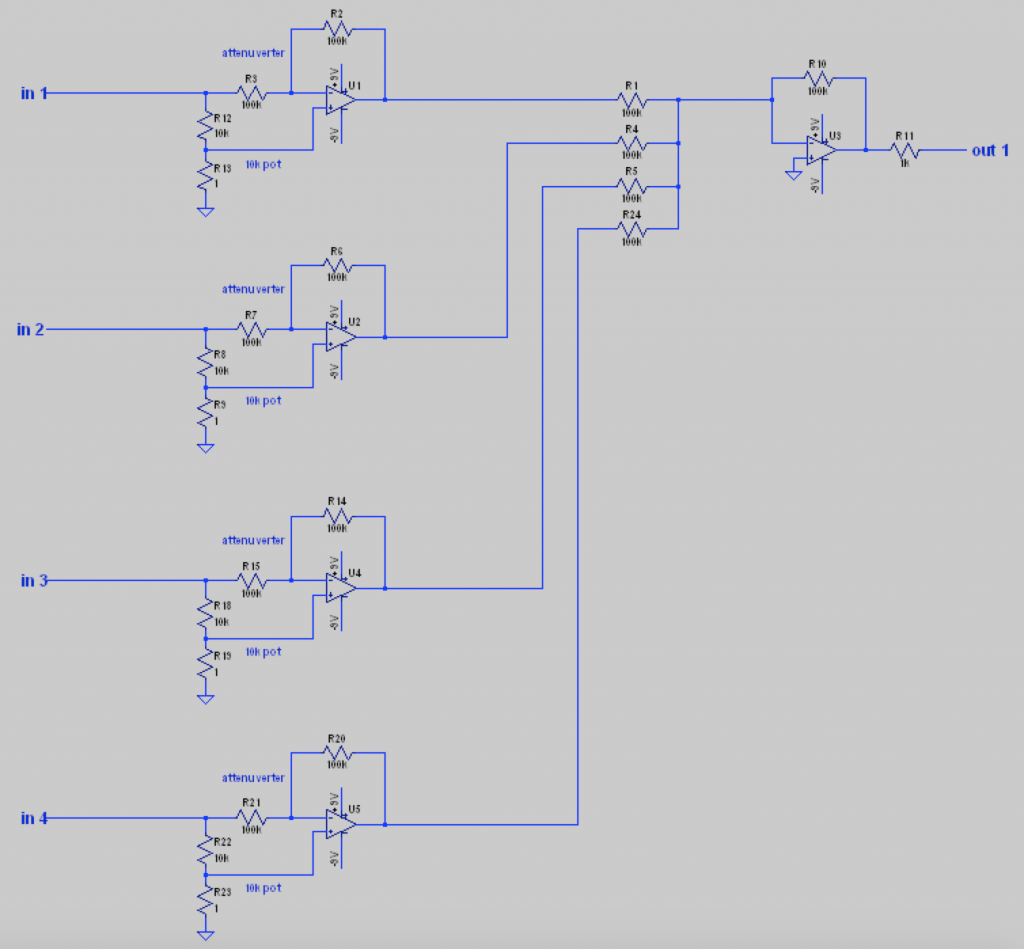 R2
100k
attenuverter
in 1
R3
100k
+9V
U1
-9V
R12
10k
R13
1
10k pot
R1
100k
R4
100k
R5
100k
R24
100k
R10
100k
+9V
U3
-9V
R11
1k
out 1
R6
100k
attenuverter
in 2
R7
100k
+9V
U2
-9V
R8
10k
R9
1
10k pot
R14
100k
attenuverter
in 3
R15
100k
+9V
U4
-9V
R18
10k
R19
1
10k pot
R20
100k
attenuverter
in 4
R21
100k
+9V
U5
-9V
R22
10k
R23
1
10k pot